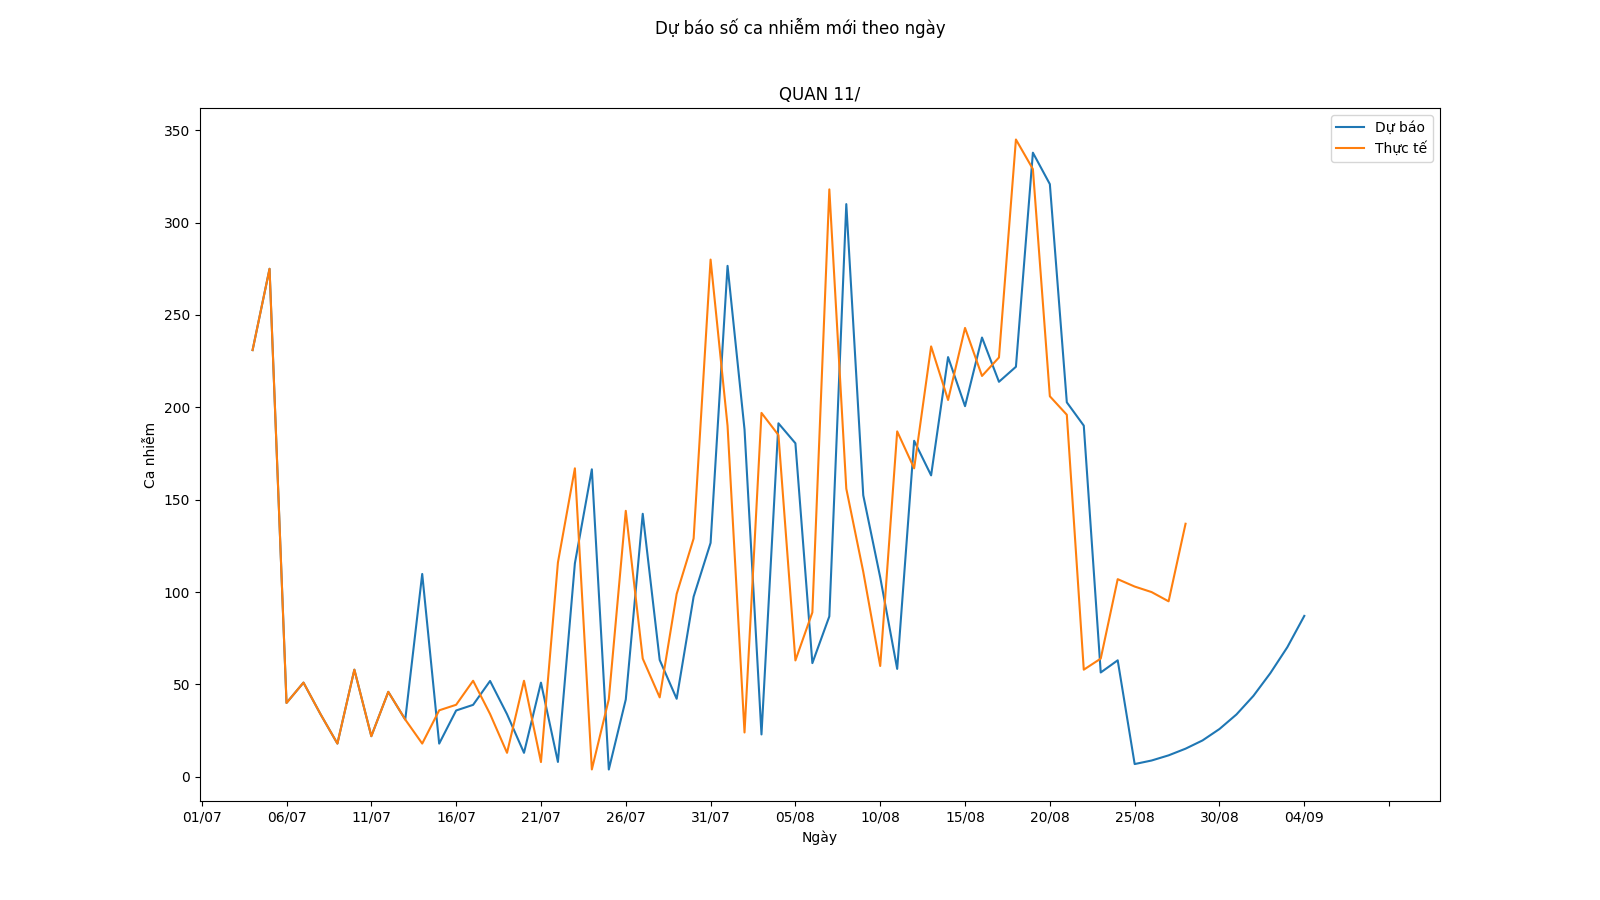 Dự báo số ca nhiễm mới theo ngày
QUAN 11/
Dự báo
Thực tế
Ca nhiễm
350
300
250
200
150
100
50
0
01/07 06/07 11/07 16/07 21/07 26/07 31/07 05/08 10/08 15/08 20/08 25/08 30/08 04/09
Ngày